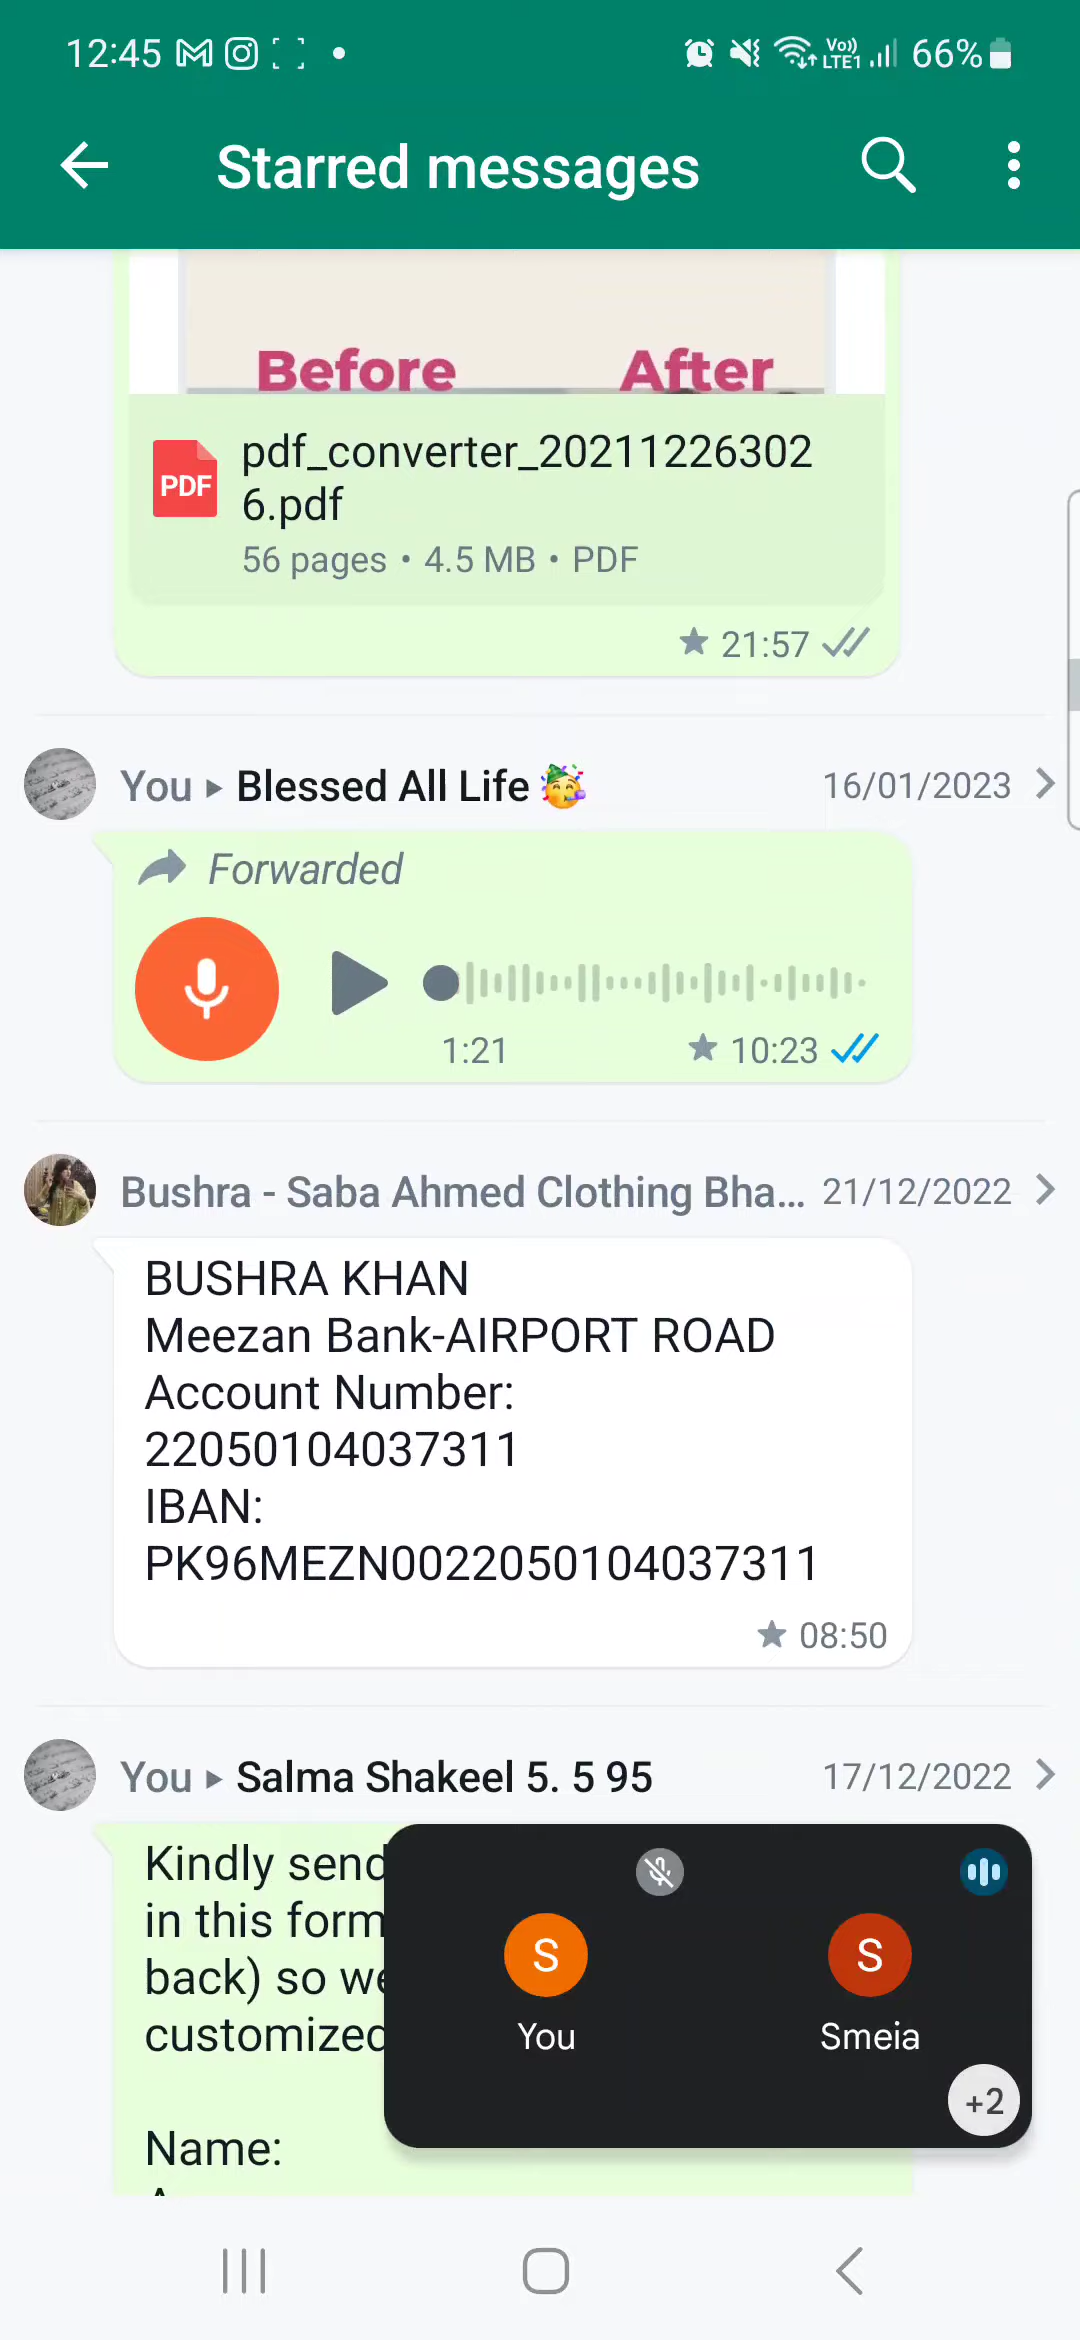 12:45
Vo)) LTE1 66%
Starred messages
Before After
PDF
pdf_converter_20211226302
6.pdf
56 pages • 4.5 MB • PDF
21:57
You ▸ Blessed All Life 🥳 16/01/2023
Forwarded
1:21 10:23
Bushra - Saba Ahmed Clothing Bha... 21/12/2022
BUSHRA KHAN
Meezan Bank-AIRPORT ROAD
Account Number:
22050104037311
IBAN:
PK96MEZN0022050104037311
08:50
You ▸ Salma Shakeel 5. 5 95 17/12/2022
Kindly send
in this form
back) so we
customized
Name:
S S
You Smeia
+2